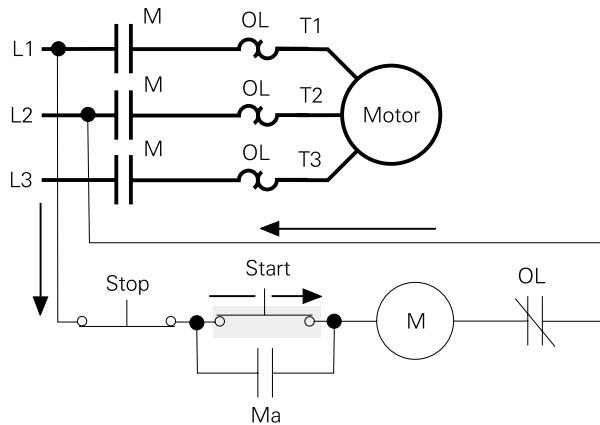 M OL T1
L1
M OL T2
L2 Motor
M OL T3
L3
Stop Start OL
M
Ma